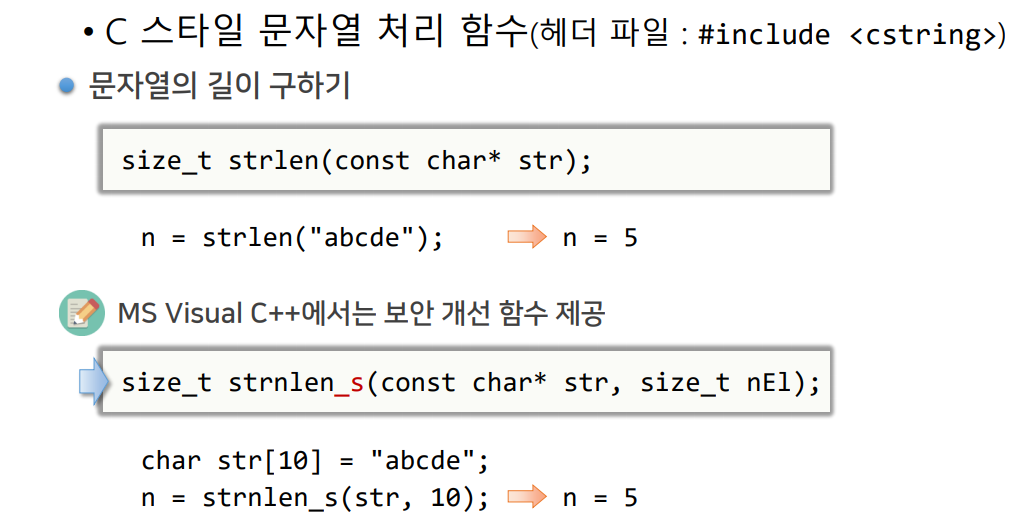 • C 스타일 문자열 처리 함수(헤더 파일 : #include <cstring>)
문자열의 길이 구하기
size_t strlen(const char* str);
n = strlen("abcde"); n = 5
MS Visual C++에서는 보안 개선 함수 제공
size_t strnlen_s(const char* str, size_t nEl);
char str[10] = "abcde";
n = strnlen_s(str, 10); n = 5